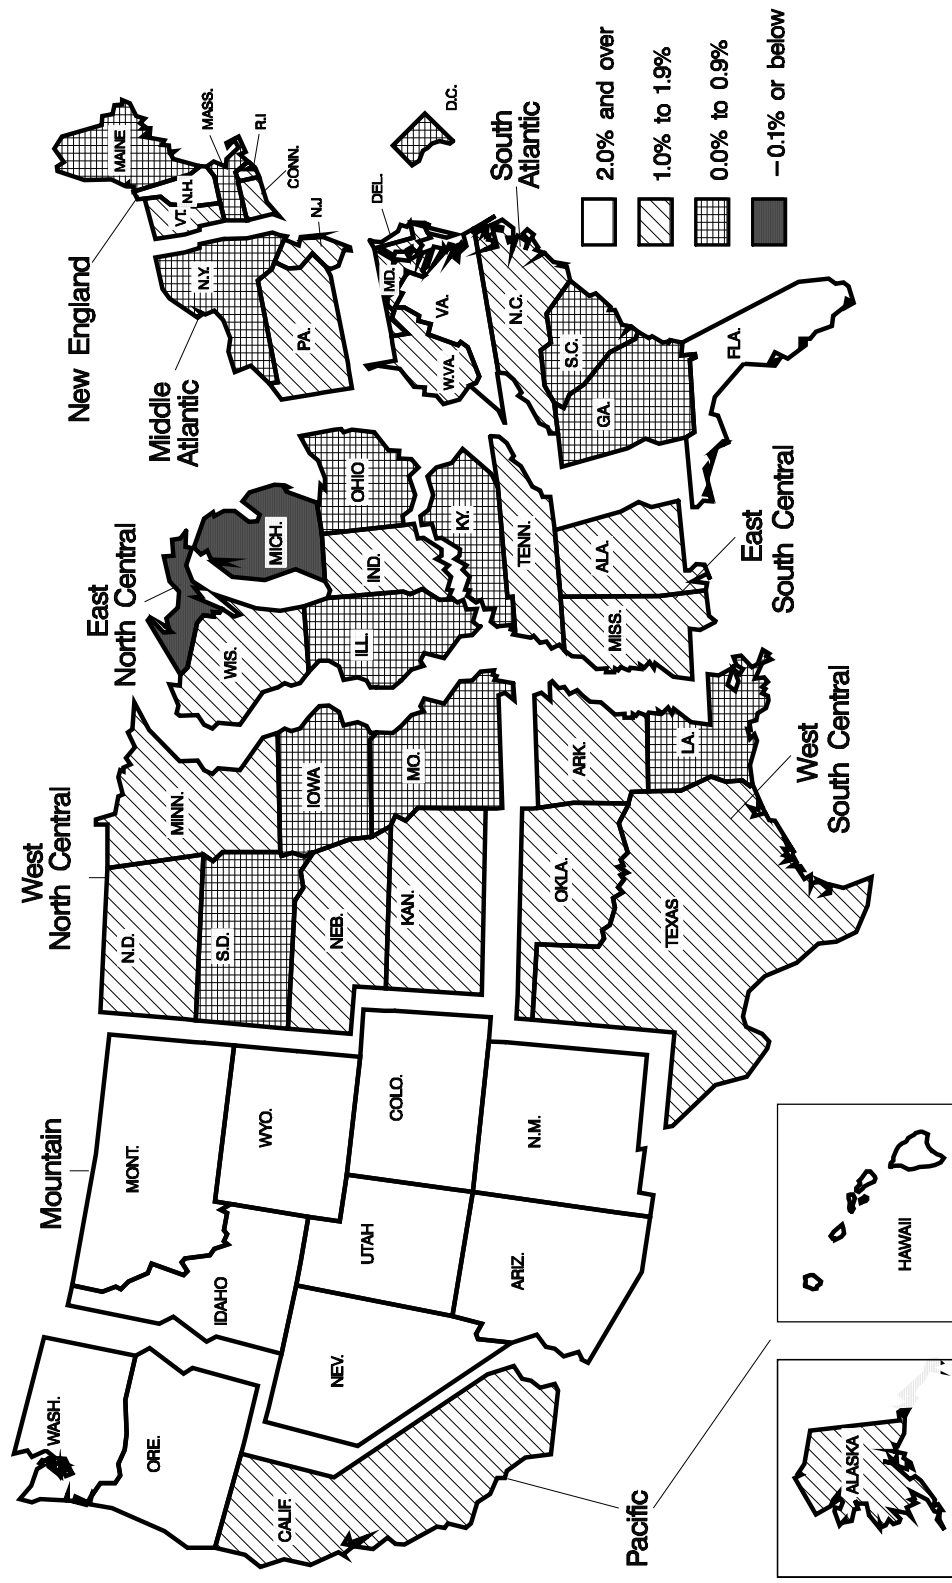 WASH.
ORE.
CALIF.
NEV.
IDAHO
MONT.
WYO.
UTAH
COLO.
ARIZ.
N.M.
Mountain
Pacific
ALASKA
HAWAII
West
North Central
N.D.
S.D.
NEB.
KAN.
MINN.
IOWA
MO.
OKLA.
TEXAS
ARK.
LA.
West
South Central
East
North Central
WIS.
MICH.
ILL.
IND.
OHIO
KY.
TENN.
MISS.
ALA.
East
South Central
Middle
Atlantic
N.Y.
PA.
N.J
New England
MAINE
VT.
N.H.
MASS.
R.I
CONN.
DEL.
MD.
D.C.
VA.
W.VA.
N.C.
S.C.
GA.
FLA.
South
Atlantic
2.0% and over
1.0% to 1.9%
0.0% to 0.9%
-0.1% or below